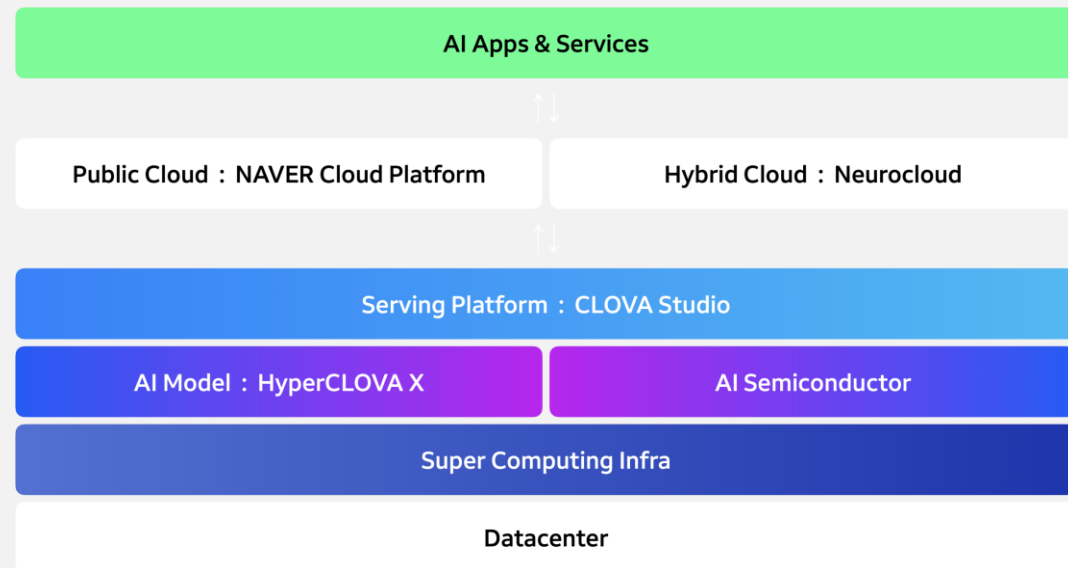 AI Apps & Services
Public Cloud : NAVER Cloud Platform
Hybrid Cloud : Neurocloud
Serving Platform : CLOVA Studio
AI Model : HyperCLOVA X
AI Semiconductor
Super Computing Infra
Datacenter